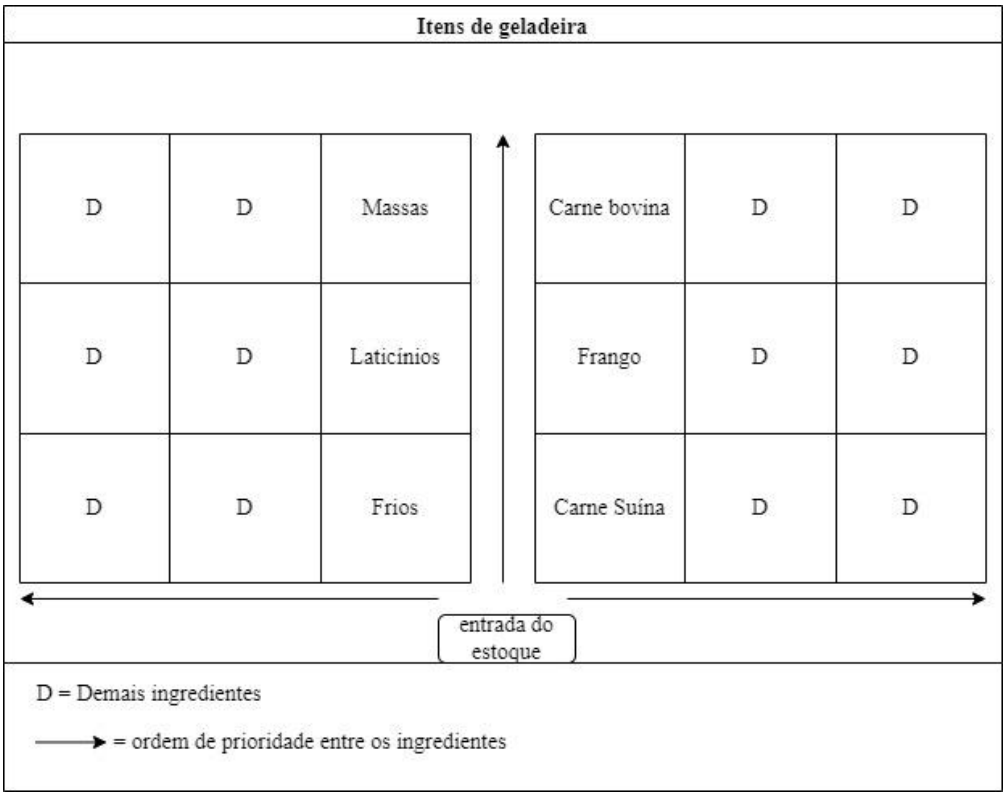 Itens de geladeira
D D Massas Carne bovina D D
D D Laticínios Frango D D
D D Frios Carne Suína D D
entrada do
estoque
D = Demais ingredientes
= ordem de prioridade entre os ingredientes